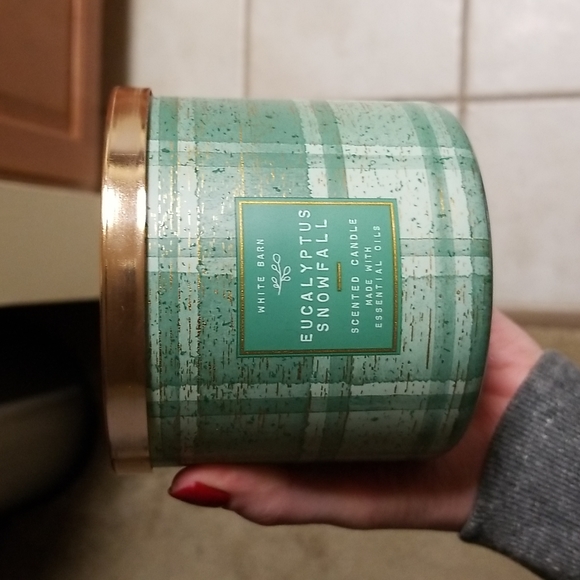 WHITE BARN
EUCALYPTUS
SNOWFALL
SCENTED CANDLE
MADE WITH
ESSENTIAL OILS